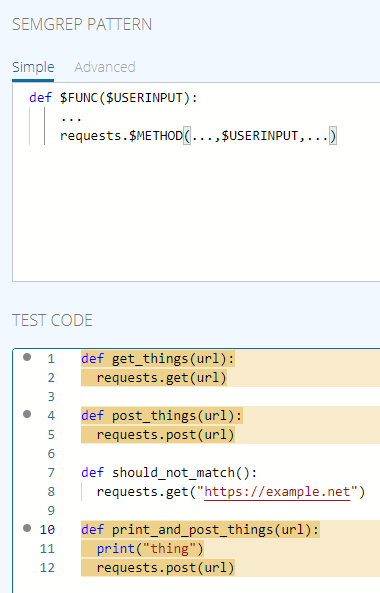 SEMGREP PATTERN
Simple Advanced
def $FUNC($USERINPUT):
...
requests.$METHOD(...,$USERINPUT,...)
TEST CODE
1 def get_things(url):
2 requests.get(url)
3
4 def post_things(url):
5 requests.post(url)
6
7 def should_not_match():
8 requests.get("https://example.net")
9
10 def print_and_post_things(url):
11 print("thing")
12 requests.post(url)